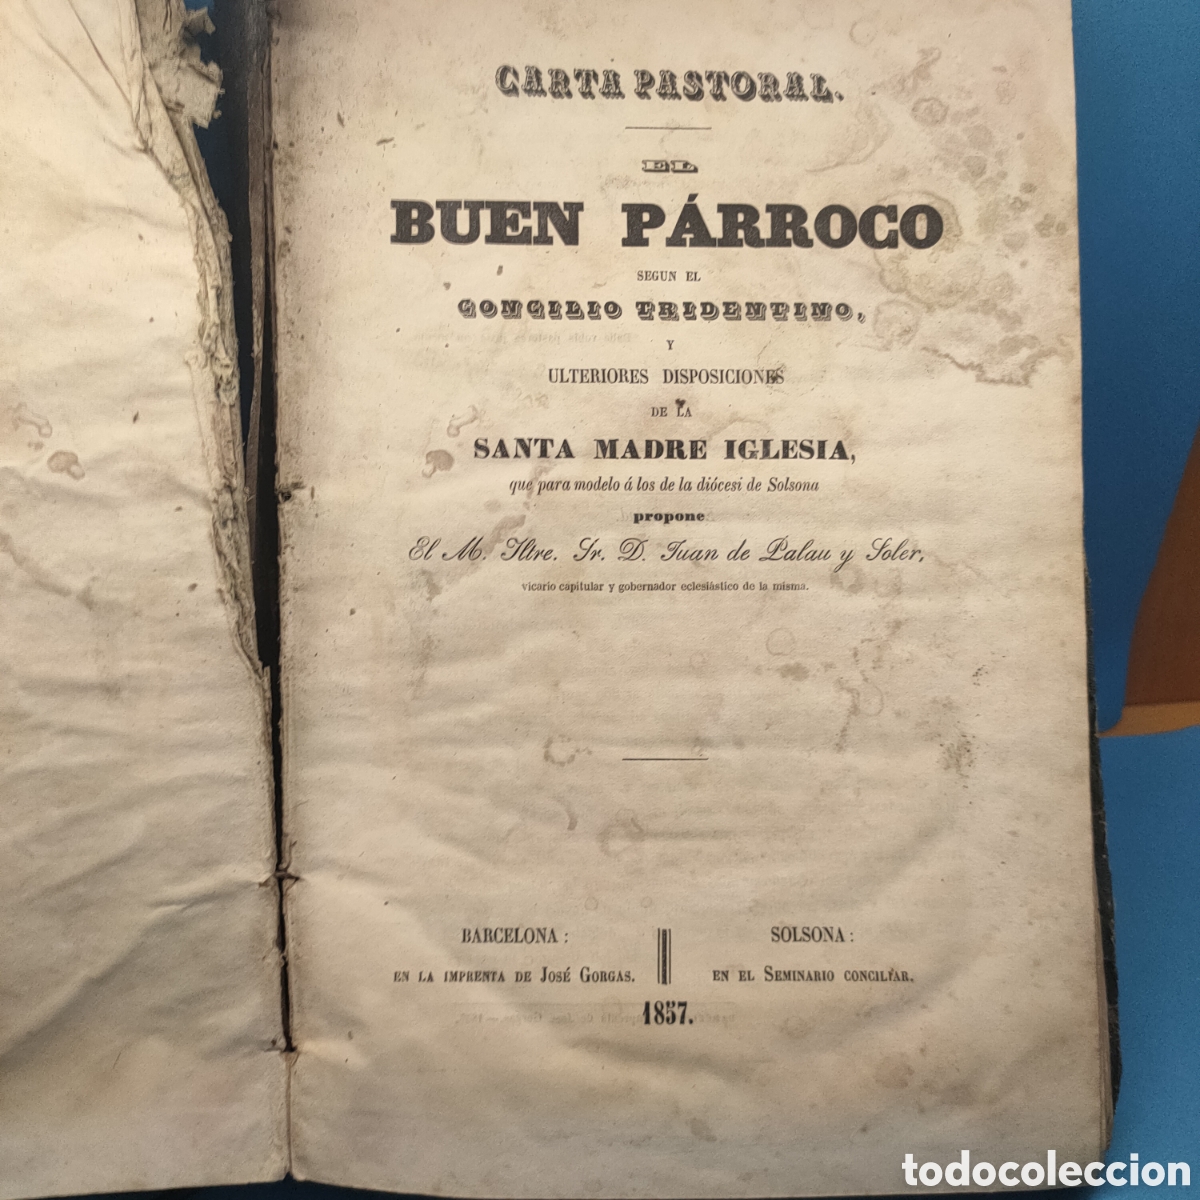 CARTA PASTORAL.
EL
BUEN PÁRROCO
SEGUN EL
CONCILIO TRIDENTINO,
Y
ULTERIORES DISPOSICIONES
DE LA
SANTA MADRE IGLESIA,
que para modelo á los de la diócesi de Solsona
propone
El M. Iltre. Sr. D. Juan de Palau y Soler,
vicario capitular y gobernador eclesiástico de la misma.
BARCELONA:
EN LA IMPRENTA DE JOSÉ GORGAS.
SOLSONA:
EN EL SEMINARIO CONCILIAR.
1857.
todocoleccion